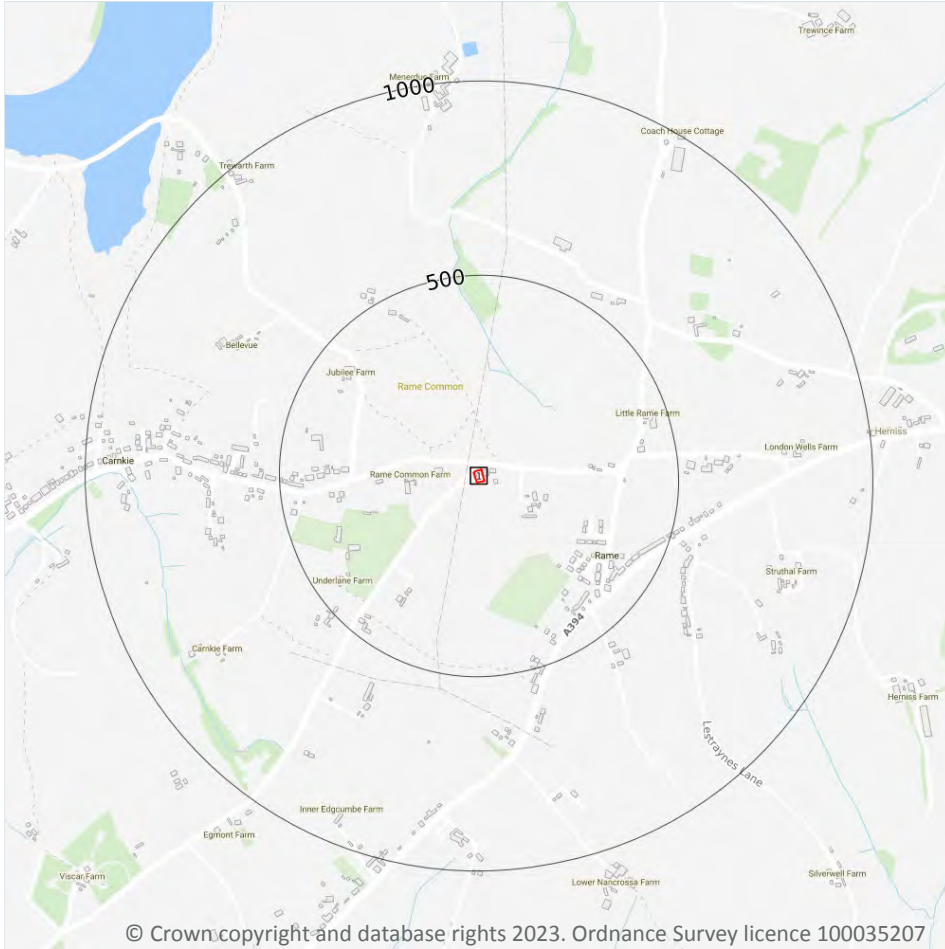 Trewince Farm
Menerdue Farm
1000
Coach House Cottage
Trewarth Farm
500
Bellevue
Jubilee Farm
Rame Common
Little Rame Farm
Herniss
London Wells Farm
Carnkie
Rame Common Farm
1
Rame
Struthal Farm
Underlane Farm
A394
Carnkie Farm
Herniss Farm
Lestraynes Lane
Inner Edgcumbe Farm
Egmont Farm
Viscar Farm
Lower Nancrossa Farm
Silverwell Farm
© Crown copyright and database rights 2023. Ordnance Survey licence 100035207